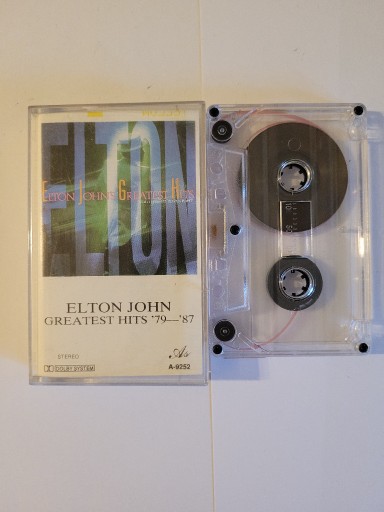 ELTON
ELTON JOHN'S GREATEST HITS
ELTON JOHN
GREATEST HITS '79—'87
STEREO
DOLBY SYSTEM
A-9252